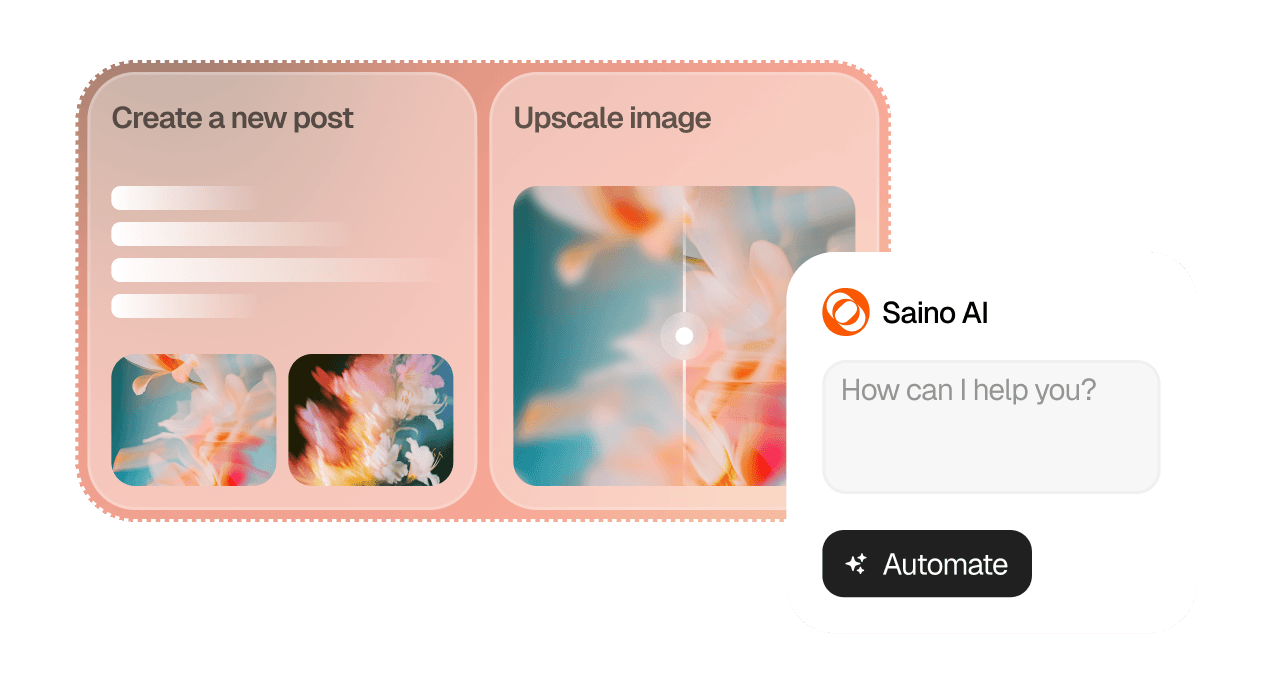 Create a new post
Upscale image
Saino AI
How can I help you?
Automate